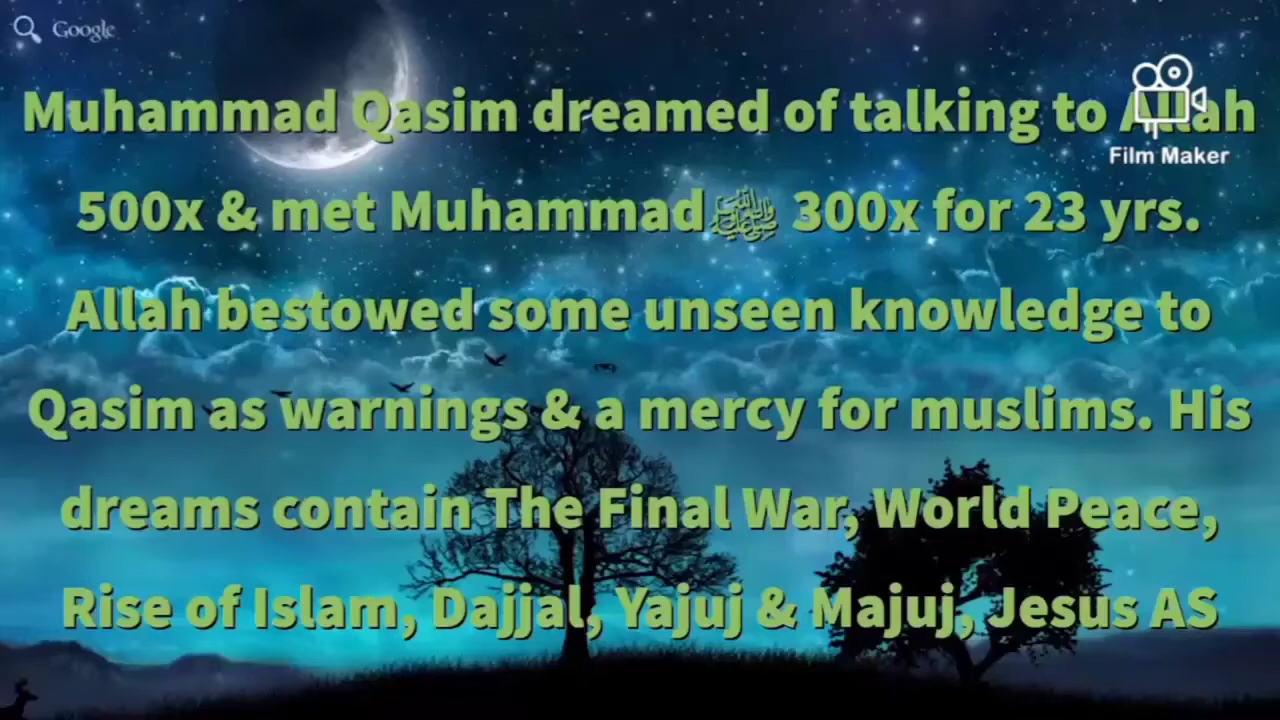 Google
Muhammad Qasim dreamed of talking to Allah
Film Maker
500x & met Muhammadﷺ 300x for 23 yrs.
Allah bestowed some unseen knowledge to
Qasim as warnings & a mercy for muslims. His
dreams contain The Final War, World Peace,
Rise of Islam, Dajjal, Yajuj & Majuj, Jesus AS